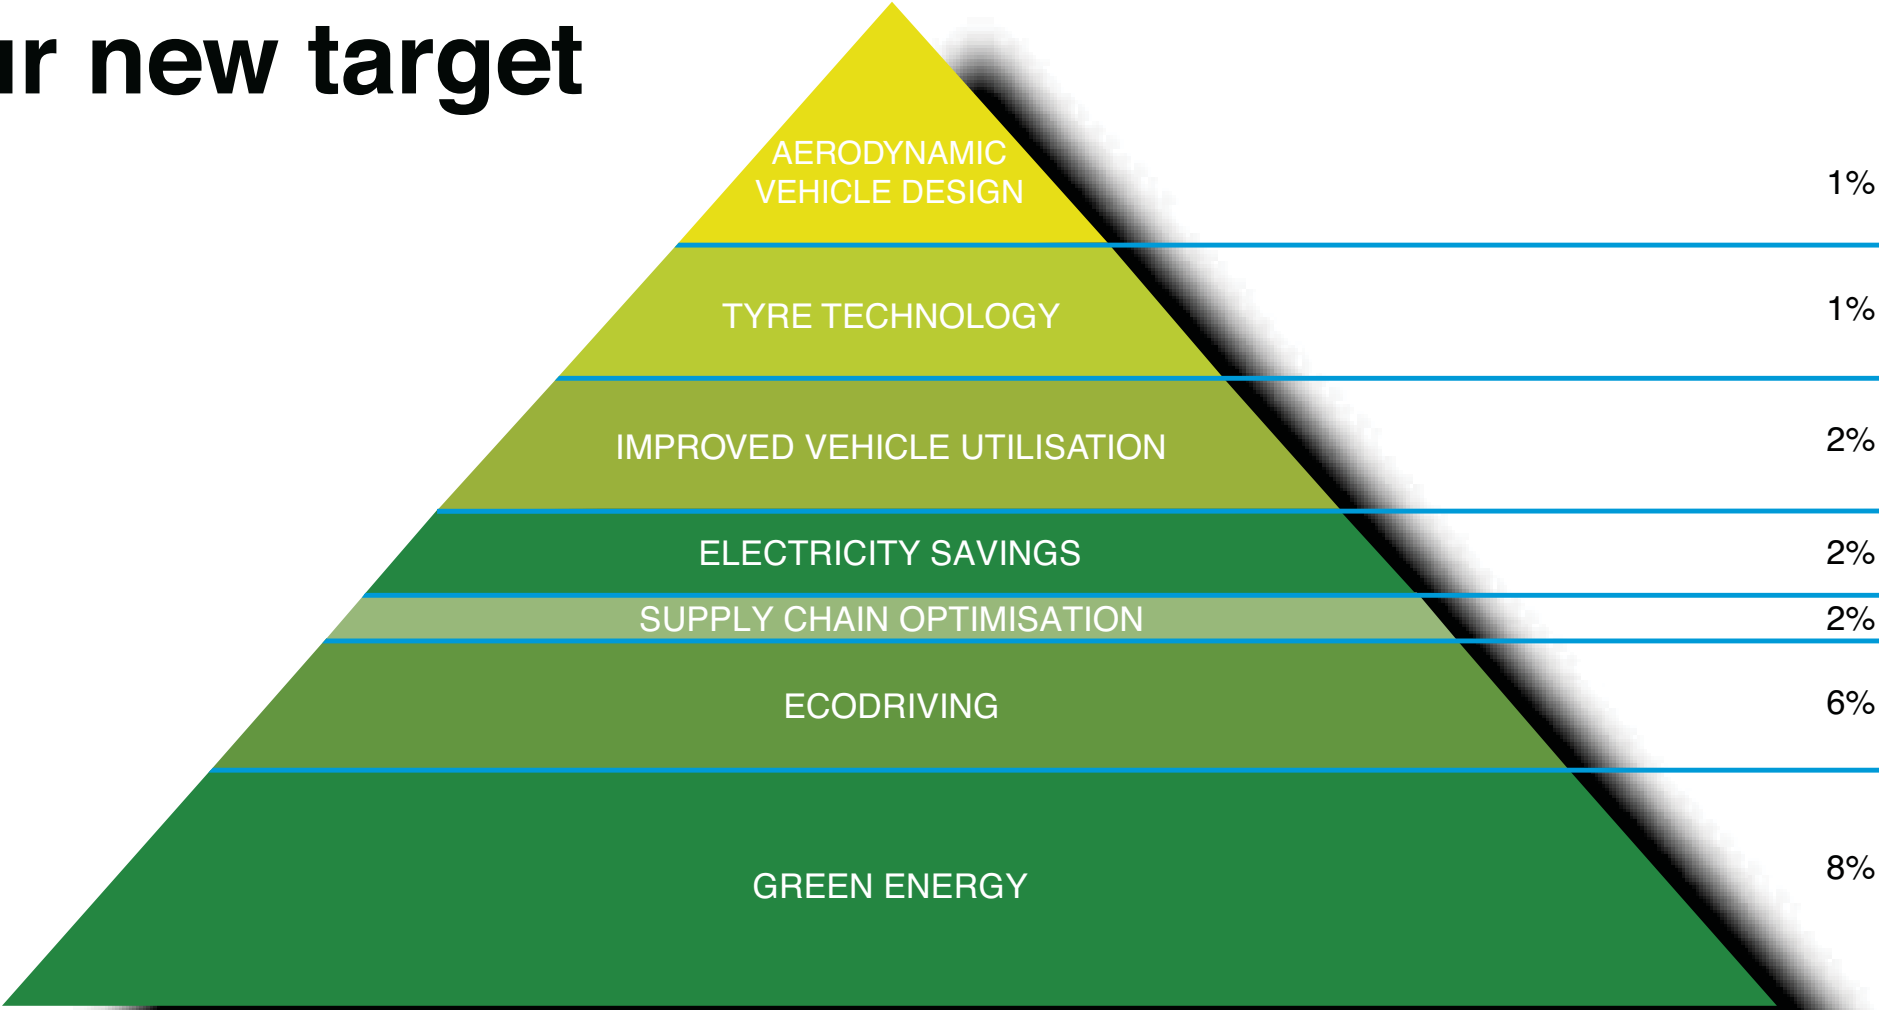 new target
AERODYNAMIC
VEHICLE DESIGN
1%
TYRE TECHNOLOGY
1%
IMPROVED VEHICLE UTILISATION
2%
ELECTRICITY SAVINGS
2%
SUPPLY CHAIN OPTIMISATION
2%
ECODRIVING
6%
GREEN ENERGY
8%